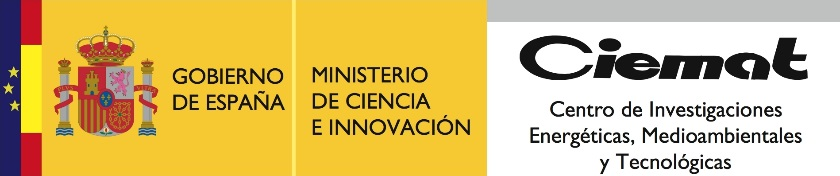 GOBIERNO
DE ESPAÑA
MINISTERIO
DE CIENCIA
E INNOVACIÓN
Ciemat
Centro de Investigaciones
Energéticas, Medioambientales
y Tecnológicas